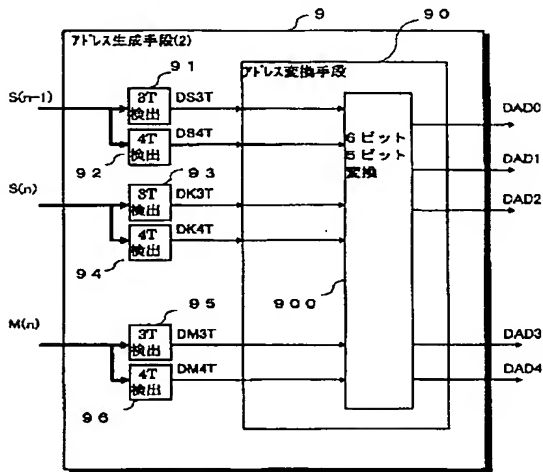 9
90
アドレス生成手段(2)
アドレス変換手段
91
S(n-1)
3T
検出
DS3T
DAD0
4T
検出
DS4T
92
6ビット
5ビット
変換
DAD1
93
S(n)
3T
検出
DK3T
DAD2
4T
検出
DK4T
94
900
95
M(n)
3T
検出
DM3T
DAD3
4T
検出
DM4T
DAD4
96